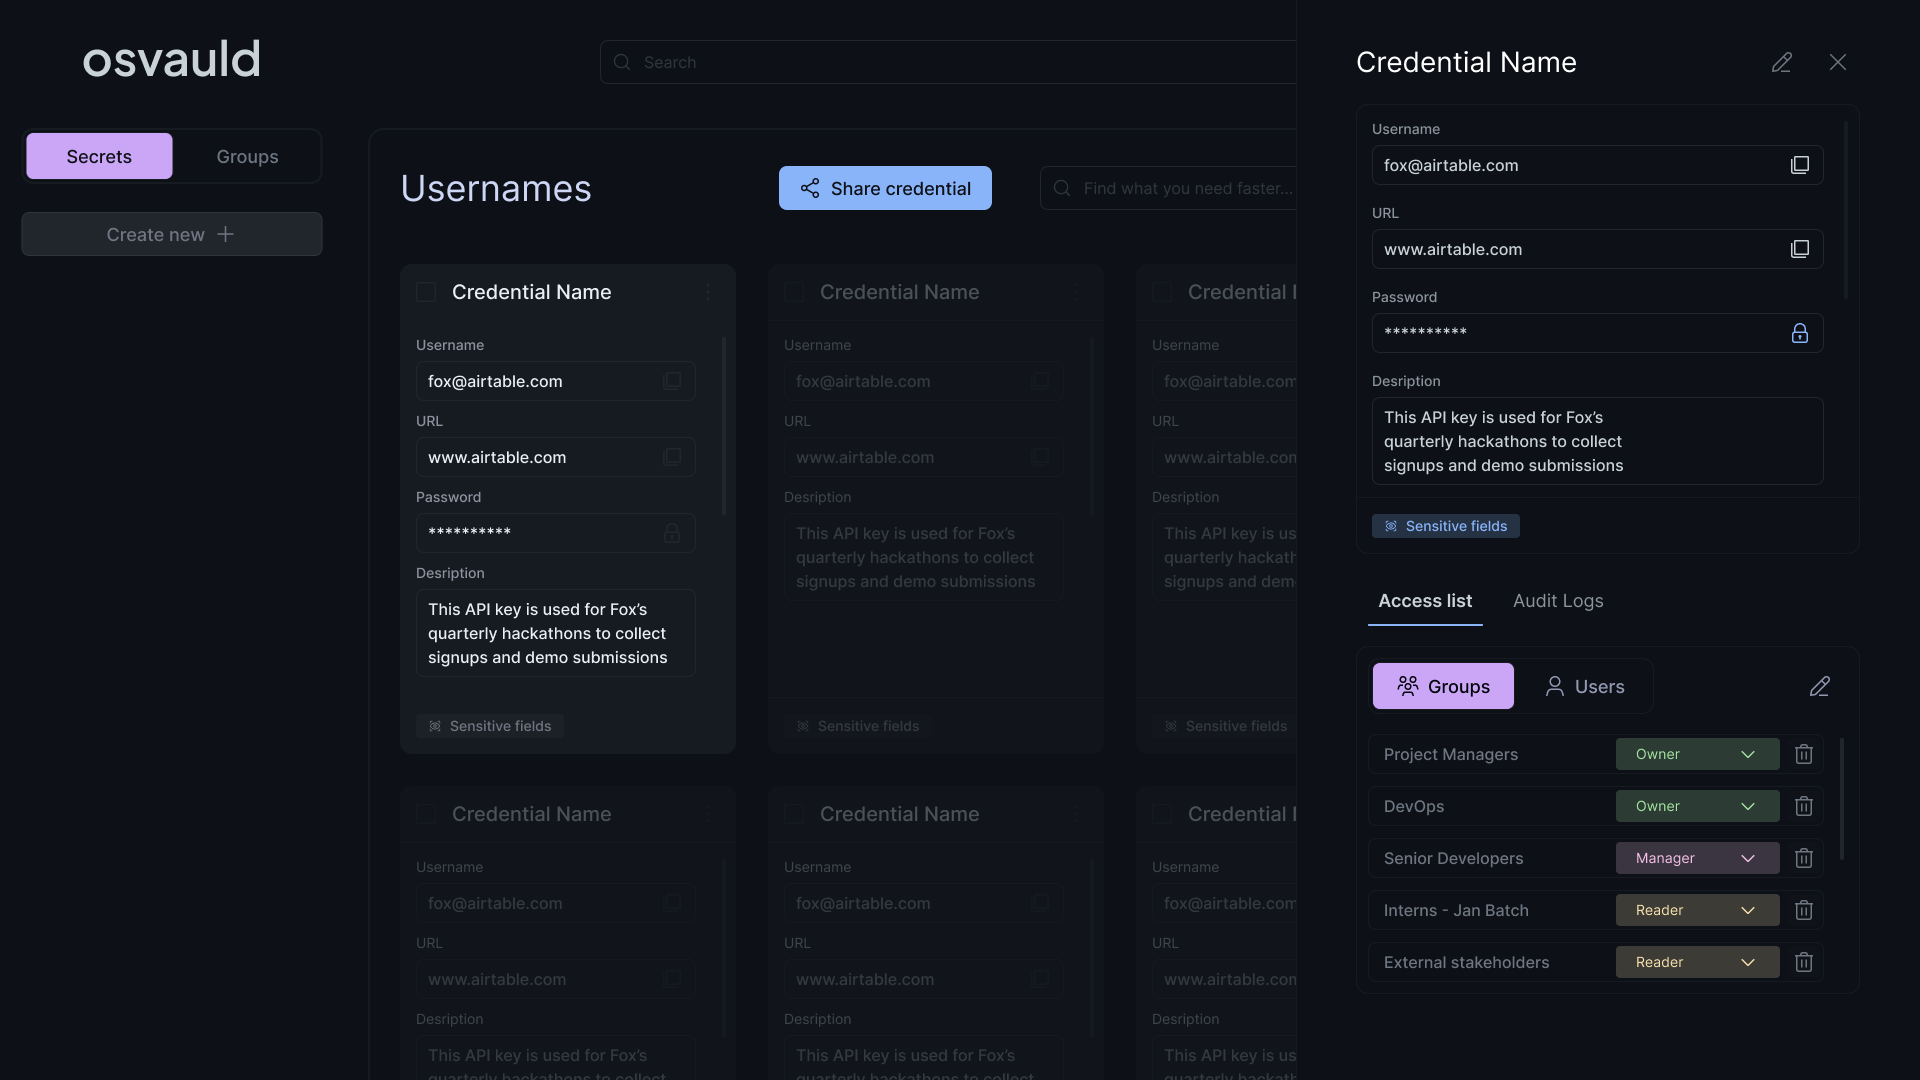 osvauld
Search
Secrets
Groups
Create new
Usernames
Share credential
Find what you need faster...
Credential Name
Username
fox@airtable.com
URL
www.airtable.com
Password
**********
Desription
This API key is used for Fox’s
quarterly hackathons to collect
signups and demo submissions
Sensitive fields
Credential Name
Username
fox@airtable.com
URL
www.airtable.com
Desription
This API key is used for Fox’s
quarterly hackathons to collect
signups and demo submissions
Sensitive fields
Credential
Username
fox@airtable.com
URL
www.airtable.com
Desription
This API key is us
quarterly hackath
signups and dem
Sensitive fields
Credential Name
Username
fox@airtable.com
URL
www.airtable.com
Desription
This API key is used for Fox’s
quarterly hackathons to collect
Credential Name
Username
fox@airtable.com
URL
www.airtable.com
Desription
This API key is used for Fox’s
quarterly hackathons to collect
Credential
Username
fox@airtable.com
URL
www.airtable.com
Desription
This API key is us
quarterly hackath
Credential Name
Username
fox@airtable.com
URL
www.airtable.com
Password
**********
Desription
This API key is used for Fox’s
quarterly hackathons to collect
signups and demo submissions
Sensitive fields
Access list
Audit Logs
Groups
Users
Project Managers
Owner
DevOps
Owner
Senior Developers
Manager
Interns - Jan Batch
Reader
External stakeholders
Reader